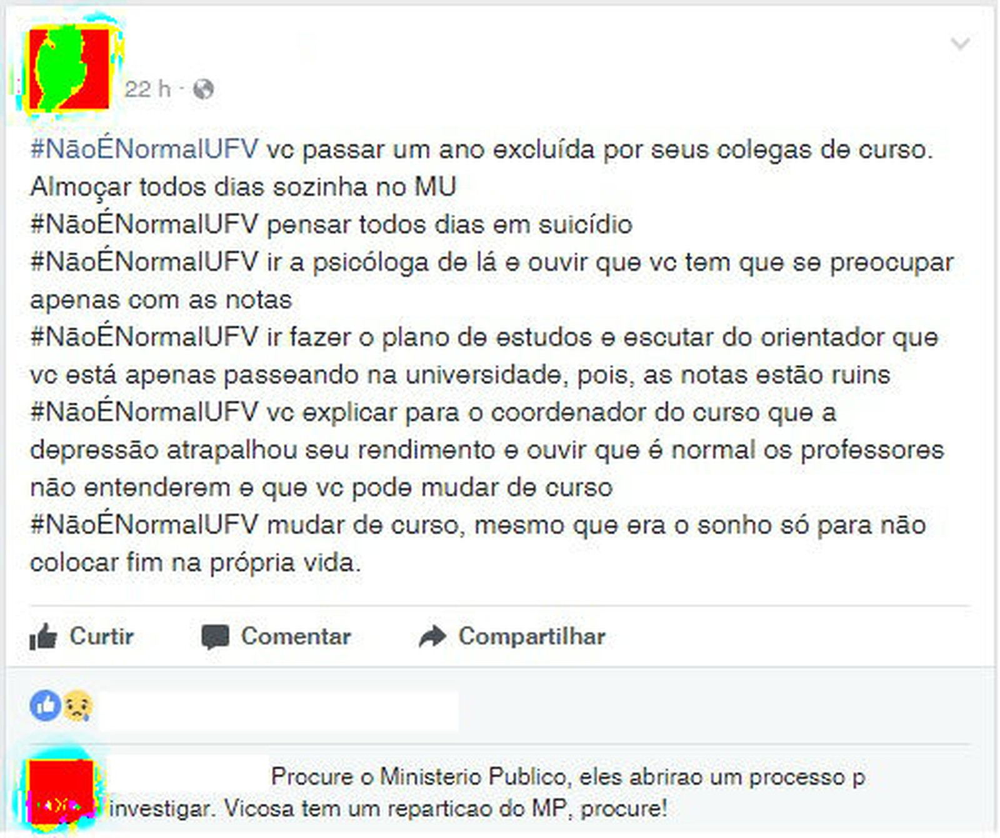 22 h ·
#NãoÉNormalUFV vc passar um ano excluída por seus colegas de curso.
Almoçar todos dias sozinha no MU
#NãoÉNormalUFV pensar todos dias em suicídio
#NãoÉNormalUFV ir a psicóloga de lá e ouvir que vc tem que se preocupar
apenas com as notas
#NãoÉNormalUFV ir fazer o plano de estudos e escutar do orientador que
vc está apenas passeando na universidade, pois, as notas estão ruins
#NãoÉNormalUFV vc explicar para o coordenador do curso que a
depressão atrapalhou seu rendimento e ouvir que é normal os professores
não entenderem e que vc pode mudar de curso
#NãoÉNormalUFV mudar de curso, mesmo que era o sonho só para não
colocar fim na própria vida.
Curtir Comentar Compartilhar
Procure o Ministerio Publico, eles abrirao um processo p
investigar. Vicosa tem um reparticao do MP, procure!